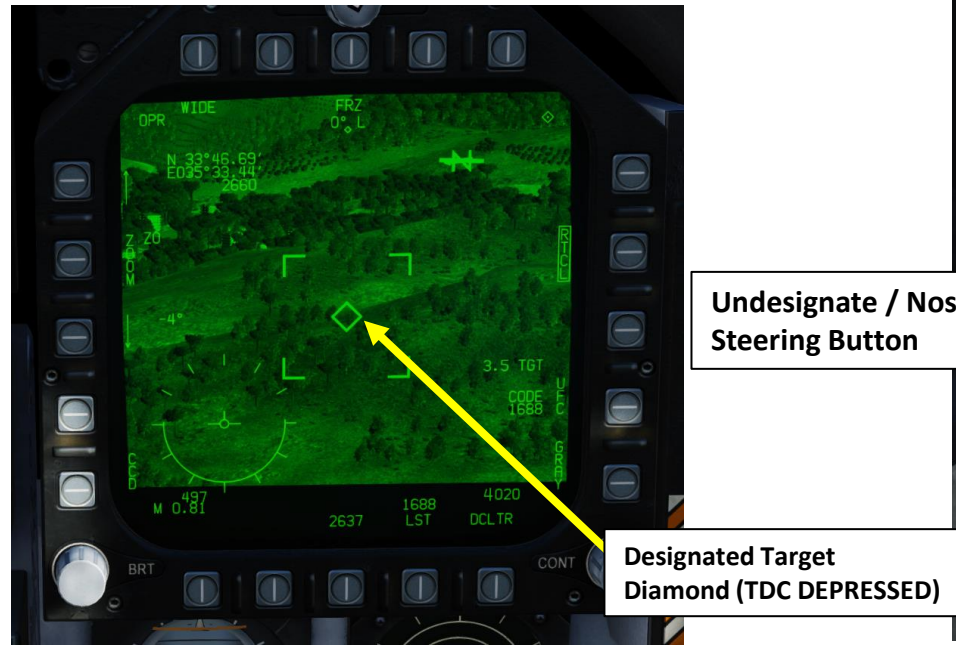 WIDE
FRZ
OPR
0° L
N 33°46.69'
E035°33.44'
2660
N
ZOOM
Z0
RTCL
Undesignate / Nos
Steering Button
-4°
3.5 TGT
UFC
CODE
1688
CCD
GRAY
497
M 0.81
2637
1688
LST
4020
DCLTR
BRT
CONT
Designated Target
Diamond (TDC DEPRESSED)